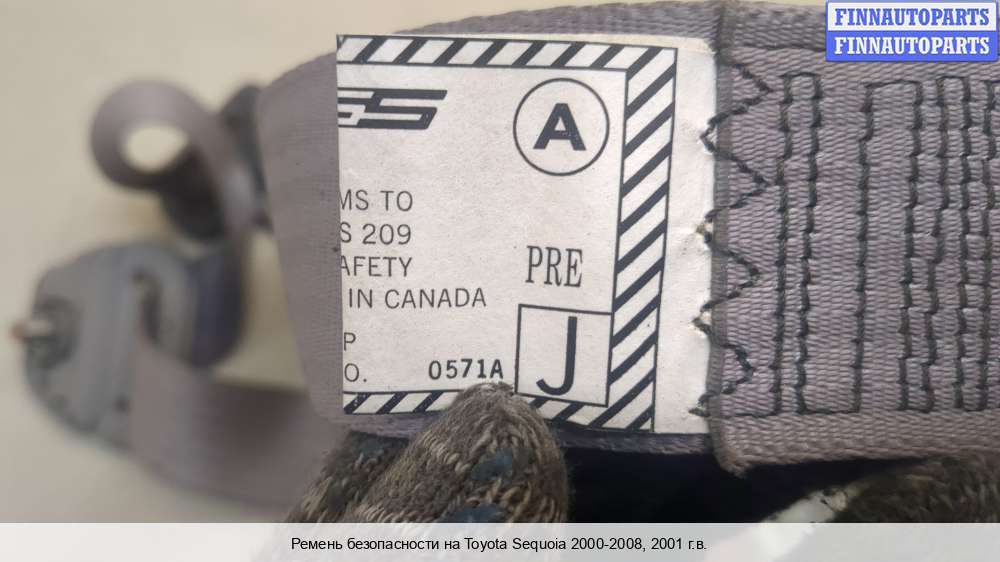 FINNAUTOPARTS
FINNAUTOPARTS
A
MS TO
S 209
AFETY
IN CANADA
PRE
P
O.
0571A
J
Ремень безопасности на Toyota Sequoia 2000-2008, 2001 г.в.